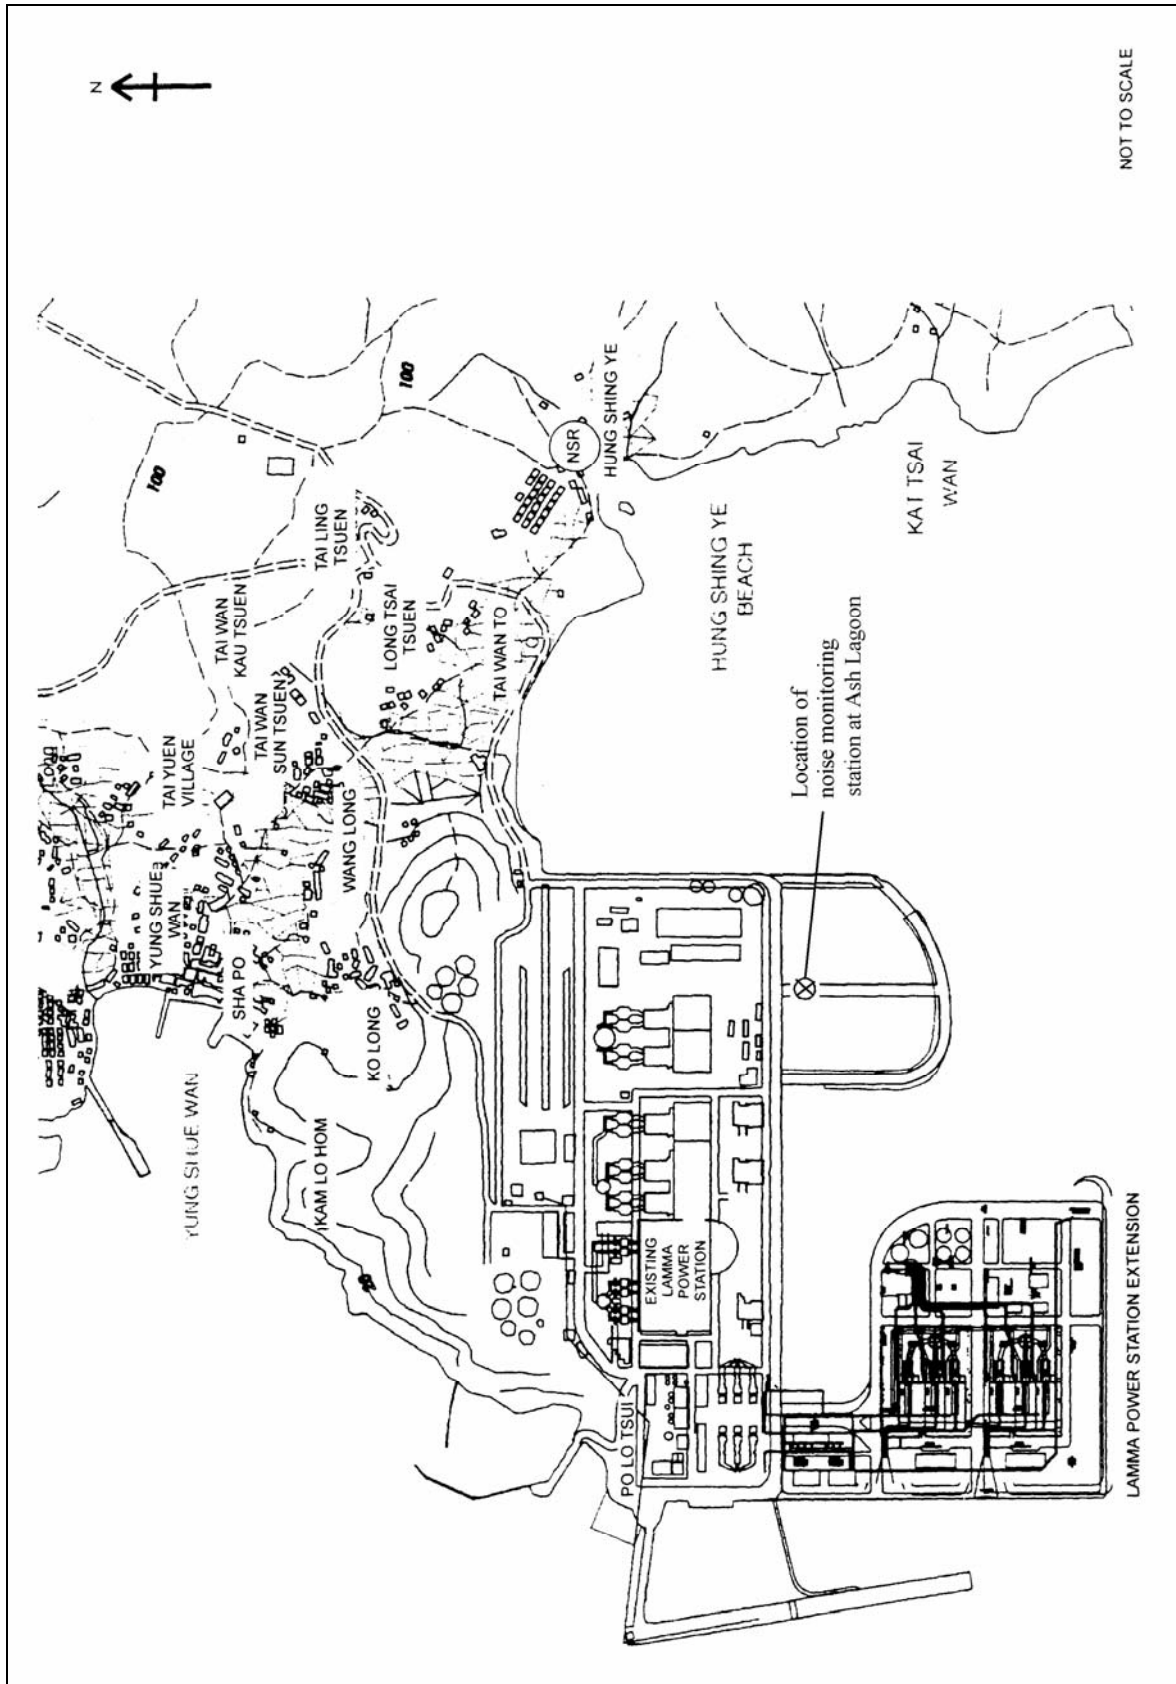 N
NOT TO SCALE
100
100
TAI LING
TSUEN
NSR
HUNG SHING YE
KAI TSAI
WAN
TAI WAN
KAU TSUEN
LONG TSAI
TSUEN
TAI WAN TO
HUNG SHING YE
BEACH
TAI YUEN
VILLAGE
TAI WAN
SUN TSUEN
WANG LONG
Location of
noise monitoring
station at Ash Lagoon
YUNG SHUE
WAN
SHA PO
KO LONG
YUNG SHUE WAN
KAM LO HOM
EXISTING
LAMMA
POWER
STATION
PO LO TSUI
LAMMA POWER STATION EXTENSION